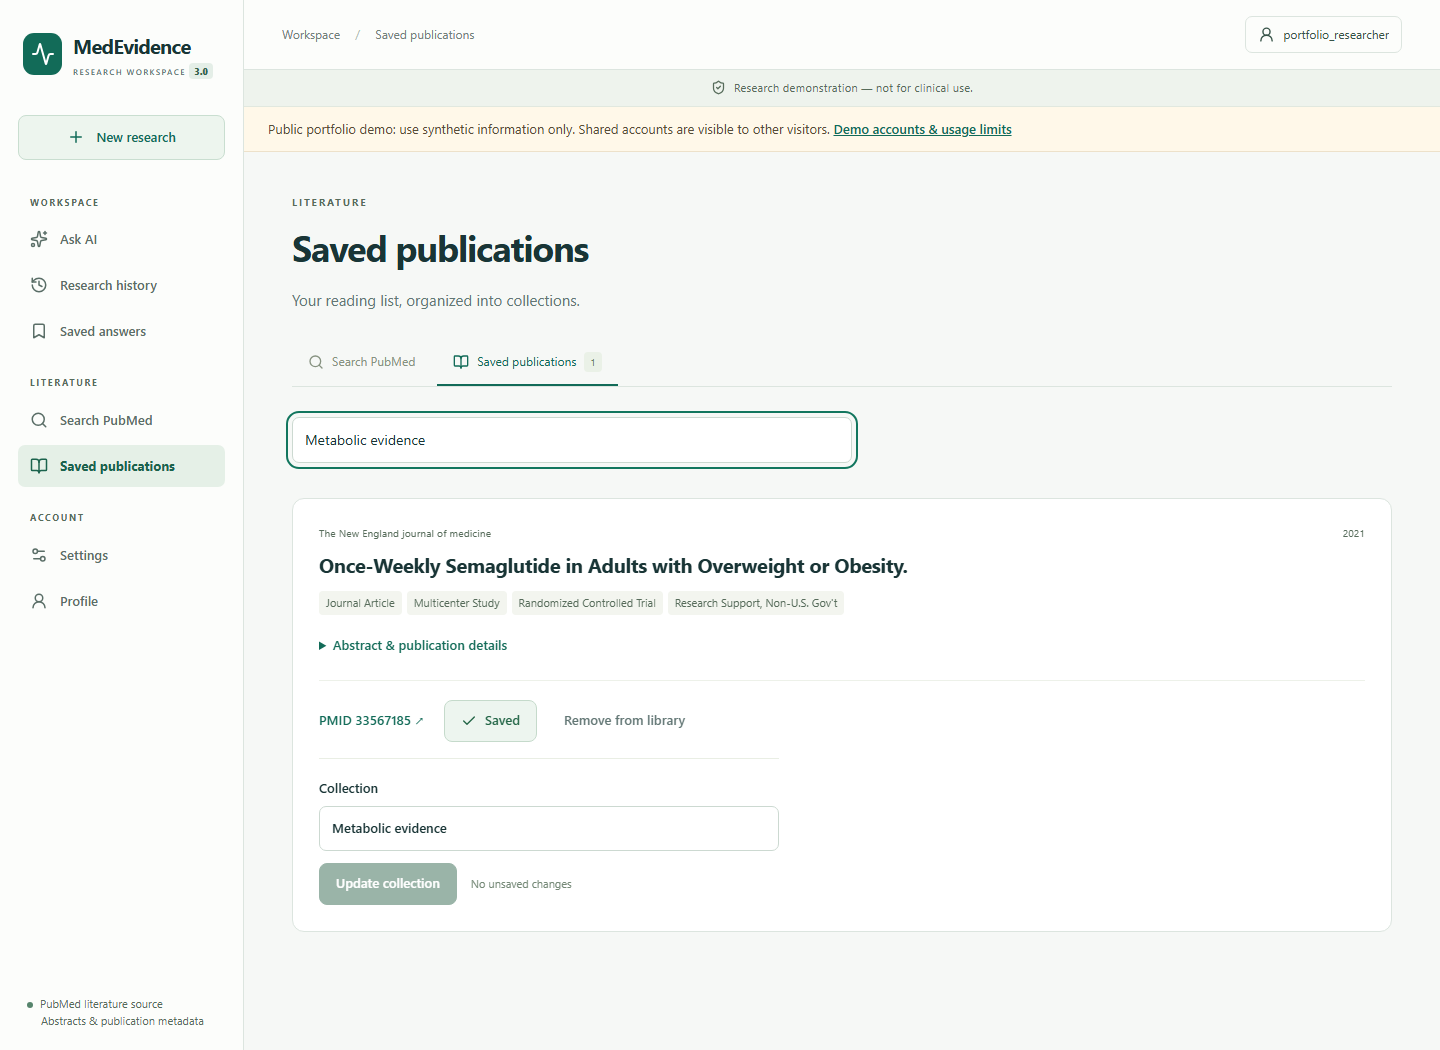 MedEvidence
RESEARCH WORKSPACE 3.0
New research
WORKSPACE
Ask AI
Research history
Saved answers
LITERATURE
Search PubMed
Saved publications
ACCOUNT
Settings
Profile
PubMed literature source
Abstracts & publication metadata
Workspace / Saved publications
portfolio_researcher
Research demonstration — not for clinical use.
Public portfolio demo: use synthetic information only. Shared accounts are visible to other visitors. Demo accounts & usage limits
LITERATURE
Saved publications
Your reading list, organized into collections.
Search PubMed
Saved publications 1
Metabolic evidence
The New England journal of medicine
2021
Once-Weekly Semaglutide in Adults with Overweight or Obesity.
Journal Article Multicenter Study Randomized Controlled Trial Research Support, Non-U.S. Gov't
Abstract & publication details
PMID 33567185 ↗
Saved
Remove from library
Collection
Metabolic evidence
Update collection
No unsaved changes